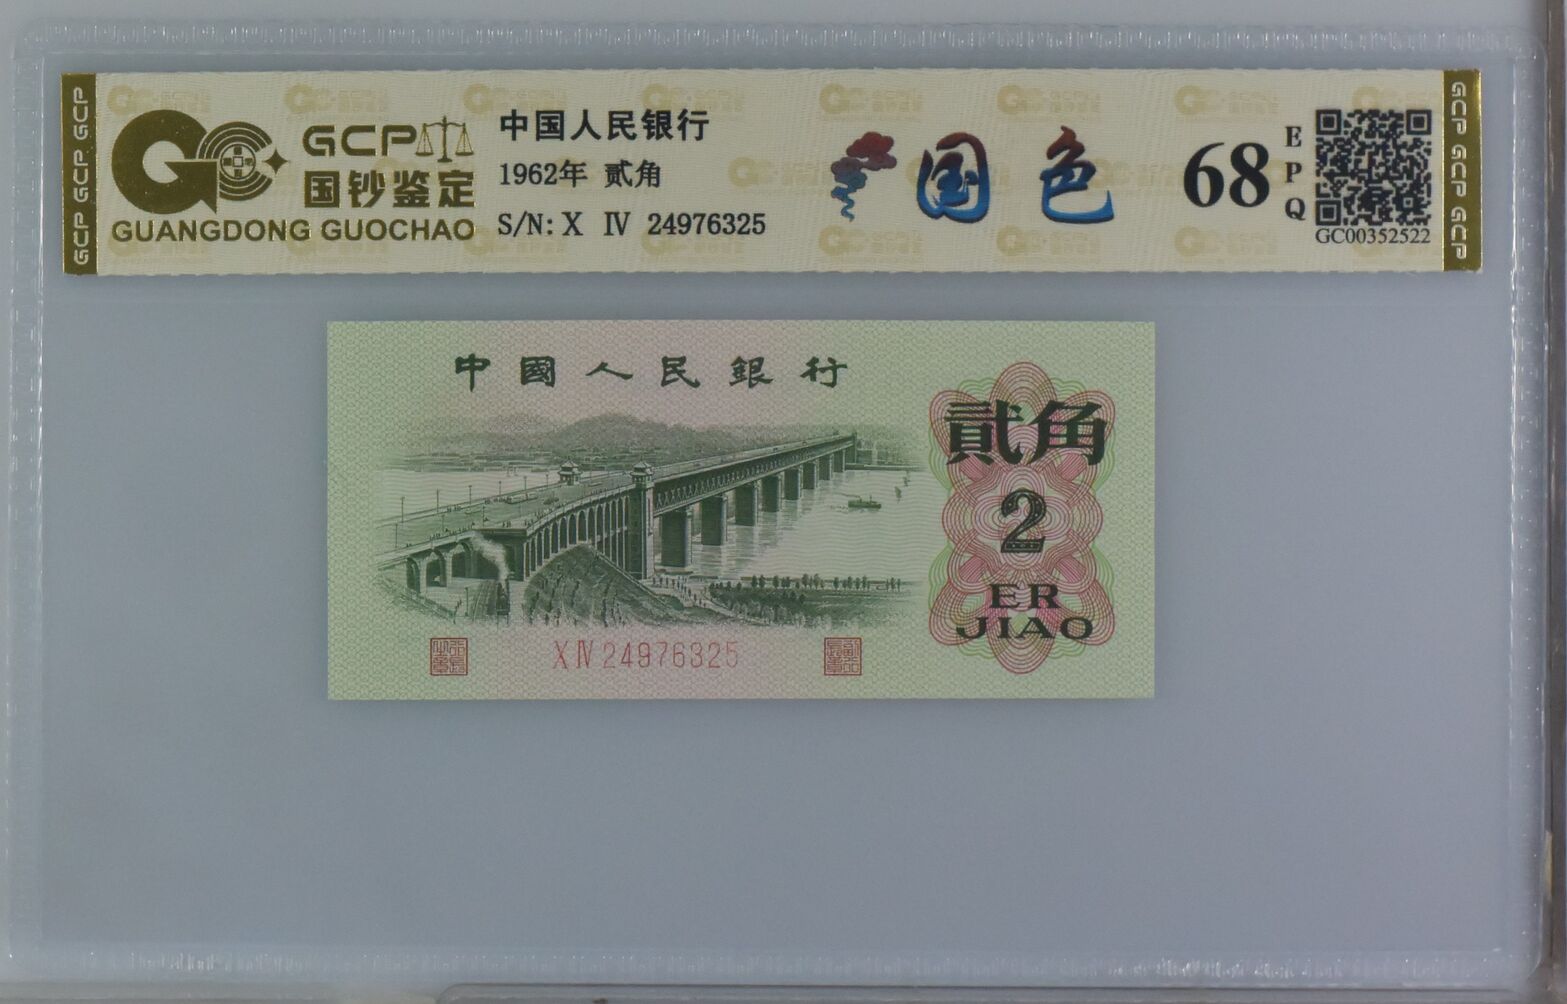 GCP GCP GCP
GCP
国钞鉴定
GUANGDONG GUOCHAO
中国人民银行
1962年 贰角
S/N: X Ⅳ 24976325
国色
68
EPQ
GC00352522
GCP GCP GCP
中國人民銀行
貳角
2
ER
JIAO
X Ⅳ 24976325